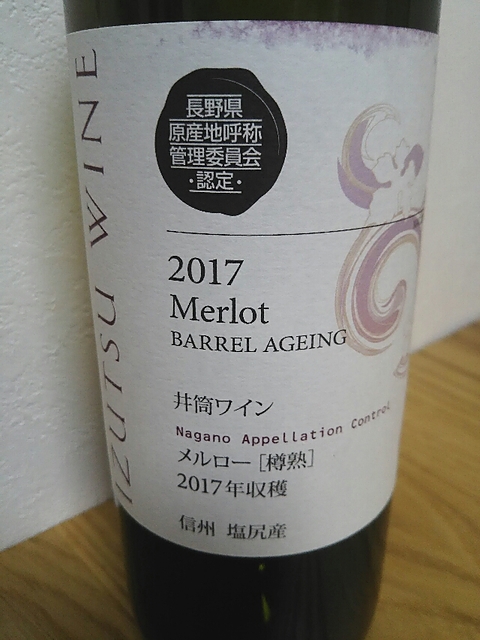 IZUTSU WINE
長野県
原産地呼称
管理委員会
・認定・
2017
Merlot
BARREL AGEING
井筒ワイン
Nagano Appellation Control
メルロー［樽熟］
2017年収穫
信州 塩尻産